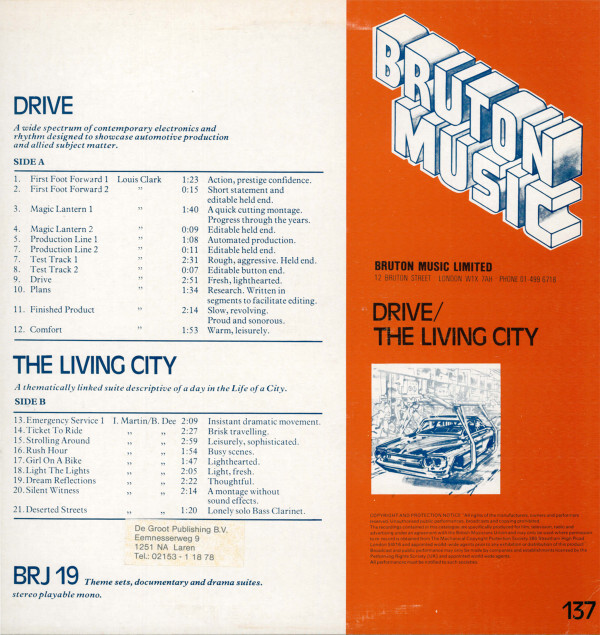 DRIVE
A wide spectrum of contemporary electronics and
rhythm designed to showcase automotive production
and allied subject matter.
SIDE A
1. First Foot Forward 1 Louis Clark 1:23 Action, prestige confidence.
2. First Foot Forward 2 ” 0:15 Short statement and
editable held end.
3. Magic Lantern 1 ” 1:40 A quick cutting montage.
Progress through the years.
4. Magic Lantern 2 ” 0:09 Editable held end.
5. Production Line 1 ” 1:08 Automated production.
7. Production Line 2 ” 0:11 Editable held end.
7. Test Track 1 ” 2:31 Rough, aggressive. Held end.
8. Test Track 2 ” 0:07 Editable button end.
9. Drive ” 2:51 Fresh, lighthearted.
10. Plans ” 1:34 Research. Written in
segments to facilitate editing.
11. Finished Product ” 2:14 Slow, revolving.
Proud and sonorous.
12. Comfort ” 1:53 Warm, leisurely.
THE LIVING CITY
A thematically linked suite descriptive of a day in the Life of a City.
SIDE B
13. Emergency Service 1 I. Martin/B. Dee 2:09 Insistant dramatic movement.
14. Ticket To Ride ,, ,, 2:27 Brisk travelling.
15. Strolling Around ,, ,, 2:59 Leisurely, sophisticated.
16. Rush Hour ,, ,, 1:54 Busy scenes.
17. Girl On A Bike ,, ,, 1:47 Lighthearted.
18. Light The Lights ,, ,, 2:05 Light, fresh.
19. Dream Reflections ,, ,, 2:22 Thoughtful.
20. Silent Witness ,, ,, 2:14 A montage without
sound effects.
21. Deserted Streets ,, ,, 1:20 Lonely solo Bass Clarinet.
De Groot Publishing B.V.
Eemnesserweg 9
1251 NA Laren
Tel.: 02153 - 1 18 78
BRJ 19 Theme sets, documentary and drama suites.
stereo playable mono.
BRUTON
MUSIC
BRUTON MUSIC LIMITED
12 BRUTON STREET LONDON W1X 7AH PHONE 01-499
DRIVE/
THE LIVING CITY
COPYRIGHT AND PROTECTION NOTICE
137